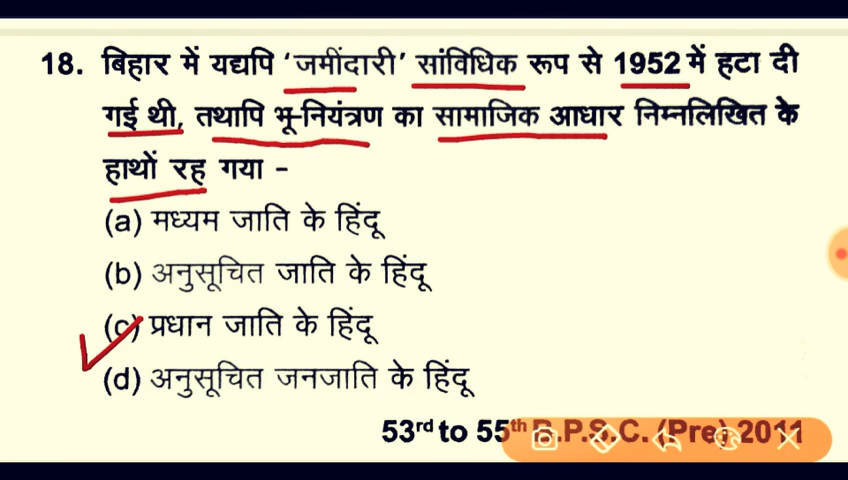 18. बिहार में यद्यपि ‘जमींदारी’ सांविधिक रूप से 1952 में हटा दी
गई थी, तथापि भू-नियंत्रण का सामाजिक आधार निम्नलिखित के
हाथों रह गया -
(a) मध्यम जाति के हिंदू
(b) अनुसूचित जाति के हिंदू
(c) प्रधान जाति के हिंदू
(d) अनुसूचित जनजाति के हिंदू
53rd to 55th B.P.S.C. (Pre) 2011